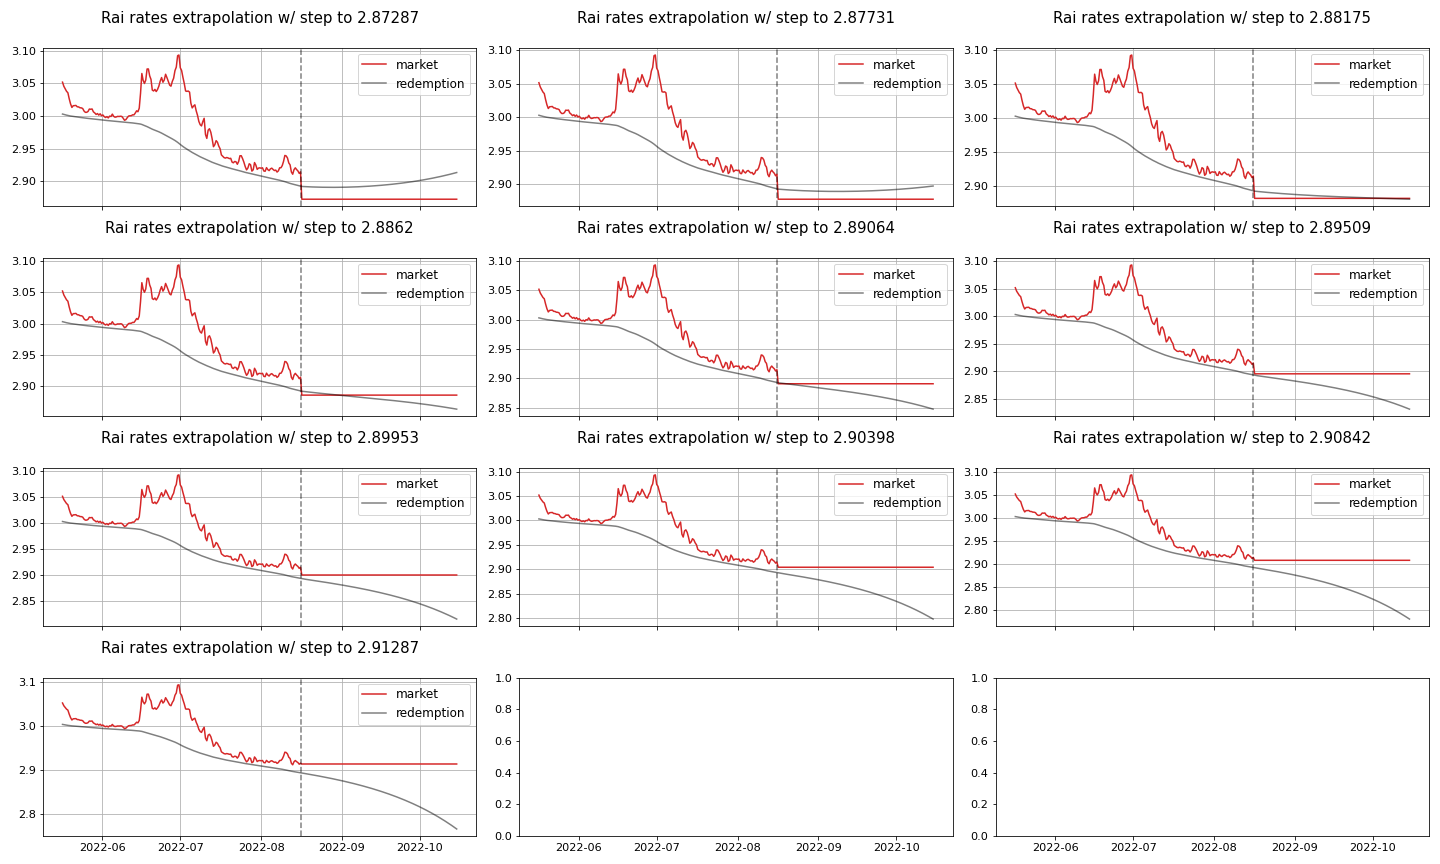 Rai rates extrapolation w/ step to 2.87287
3.10
3.05
3.00
2.95
2.90
market
redemption
Rai rates extrapolation w/ step to 2.87731
3.10
3.05
3.00
2.95
2.90
market
redemption
Rai rates extrapolation w/ step to 2.88175
3.10
3.05
3.00
2.95
2.90
market
redemption
Rai rates extrapolation w/ step to 2.8862
3.10
3.05
3.00
2.95
2.90
market
redemption
Rai rates extrapolation w/ step to 2.89064
3.10
3.05
3.00
2.95
2.90
2.85
market
redemption
Rai rates extrapolation w/ step to 2.89509
3.10
3.05
3.00
2.95
2.90
2.85
market
redemption
Rai rates extrapolation w/ step to 2.89953
3.10
3.05
3.00
2.95
2.90
2.85
market
redemption
Rai rates extrapolation w/ step to 2.90398
3.10
3.05
3.00
2.95
2.90
2.85
2.80
market
redemption
Rai rates extrapolation w/ step to 2.90842
3.10
3.05
3.00
2.95
2.90
2.85
2.80
market
redemption
Rai rates extrapolation w/ step to 2.91287
3.1
3.0
2.9
2.8
market
redemption
2022-06 2022-07 2022-08 2022-09 2022-10
1.0
0.8
0.6
0.4
0.2
0.0
2022-06 2022-07 2022-08 2022-09 2022-10
1.0
0.8
0.6
0.4
0.2
0.0
2022-06 2022-07 2022-08 2022-09 2022-10